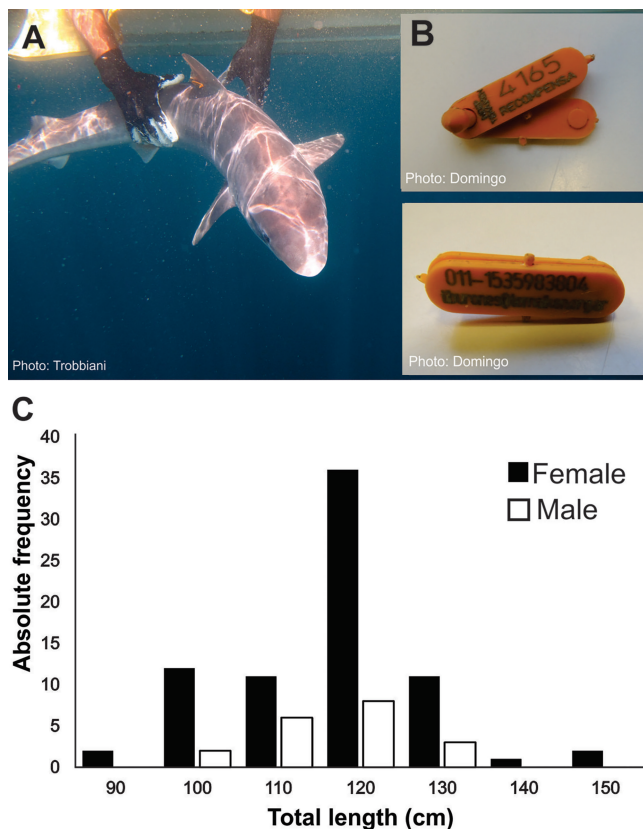 A
Photo: Trobbiani
B
4165
RECOMPENSA
Photo: Domingo
011-1535983804
Photo: Domingo
C
Absolute frequency
40
35
30
25
20
15
10
5
0
Female
Male
90 100 110 120 130 140 150
Total length (cm)